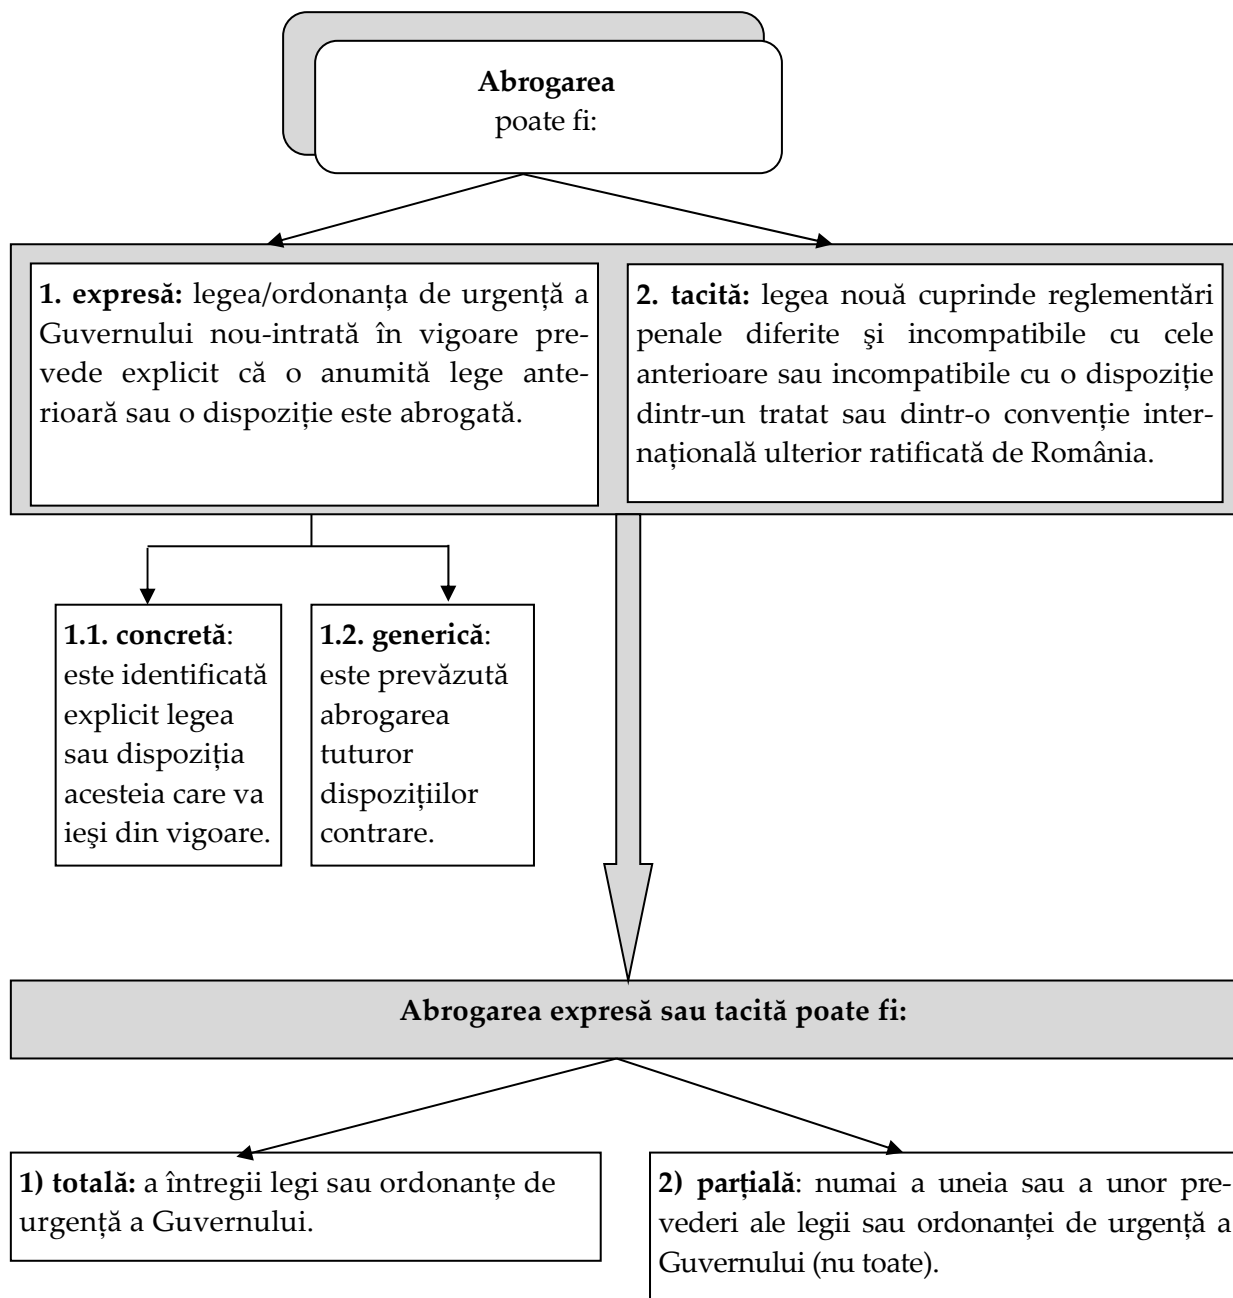 Abrogarea
poate fi:
1. expresă: legea/ordonanța de urgență a
Guvernului nou-intrată în vigoare pre-
vede explicit că o anumită lege ante-
rioară sau o dispoziție este abrogată.
2. tacită: legea nouă cuprinde reglementări
penale diferite şi incompatibile cu cele
anterioare sau incompatibile cu o dispoziție
dintr-un tratat sau dintr-o convenție inter-
națională ulterior ratificată de România.
1.1. concretă:
este identificată
explicit legea
sau dispoziția
acesteia care va
ieşi din vigoare.
1.2. generică:
este prevăzută
abrogarea
tuturor
dispozițiilor
contrare.
Abrogarea expresă sau tacită poate fi:
1) totală: a întregii legi sau ordonanțe de
urgență a Guvernului.
2) parțială: numai a uneia sau a unor pre-
vederi ale legii sau ordonanței de urgență a
Guvernului (nu toate).